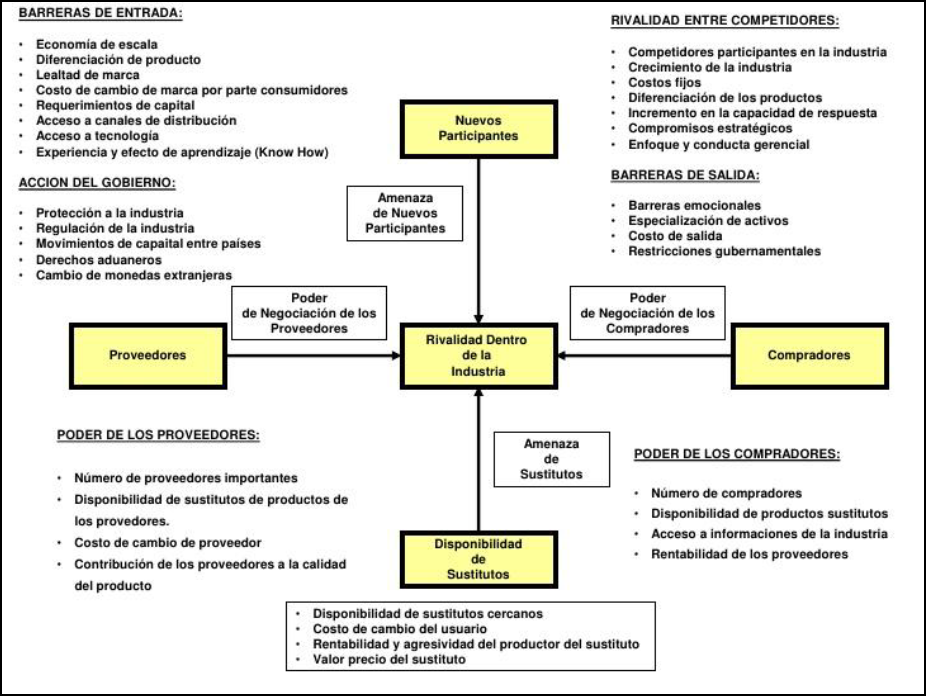 BARRERAS DE ENTRADA:
• Economía de escala
• Diferenciación de producto
• Lealtad de marca
• Costo de cambio de marca por parte consumidores
• Requerimientos de capital
• Acceso a canales de distribución
• Acceso a tecnología
• Experiencia y efecto de aprendizaje (Know How)
ACCION DEL GOBIERNO:
• Protección a la industria
• Regulación de la industria
• Movimientos de capaital entre países
• Derechos aduaneros
• Cambio de monedas extranjeras
RIVALIDAD ENTRE COMPETIDORES:
• Competidores participantes en la industria
• Crecimiento de la industria
• Costos fijos
• Diferenciación de los productos
• Incremento en la capacidad de respuesta
• Compromisos estratégicos
• Enfoque y conducta gerencial
BARRERAS DE SALIDA:
• Barreras emocionales
• Especialización de activos
• Costo de salida
• Restricciones gubernamentales
Nuevos
Participantes
Amenaza
de Nuevos
Participantes
Poder
de Negociación de los
Proveedores
Poder
de Negociación de los
Compradores
Proveedores
Rivalidad Dentro
de la
Industria
Compradores
PODER DE LOS PROVEEDORES:
• Número de proveedores importantes
• Disponibilidad de sustitutos de productos de
los provedores.
• Costo de cambio de proveedor
• Contribución de los proveedores a la calidad
del producto
Amenaza
de
Sustitutos
PODER DE LOS COMPRADORES:
• Número de compradores
• Disponibilidad de productos sustitutos
• Acceso a informaciones de la industria
• Rentabilidad de los proveedores
Disponibilidad
de
Sustitutos
• Disponibilidad de sustitutos cercanos
• Costo de cambio del usuario
• Rentabilidad y agresividad del productor del sustituto
• Valor precio del sustituto